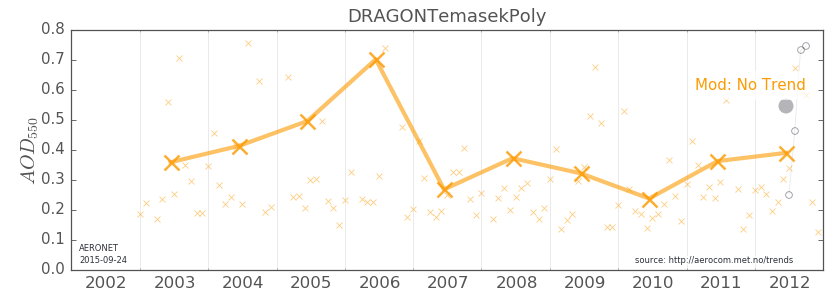 DRAGONTemasekPoly
0.8
0.7
0.6
0.5
0.4
0.3
0.2
0.1
0.0
AOD550
Mod: No Trend
AERONET
2015-09-24
source: http://aerocom.met.no/trends
2002 2003 2004 2005 2006 2007 2008 2009 2010 2011 2012